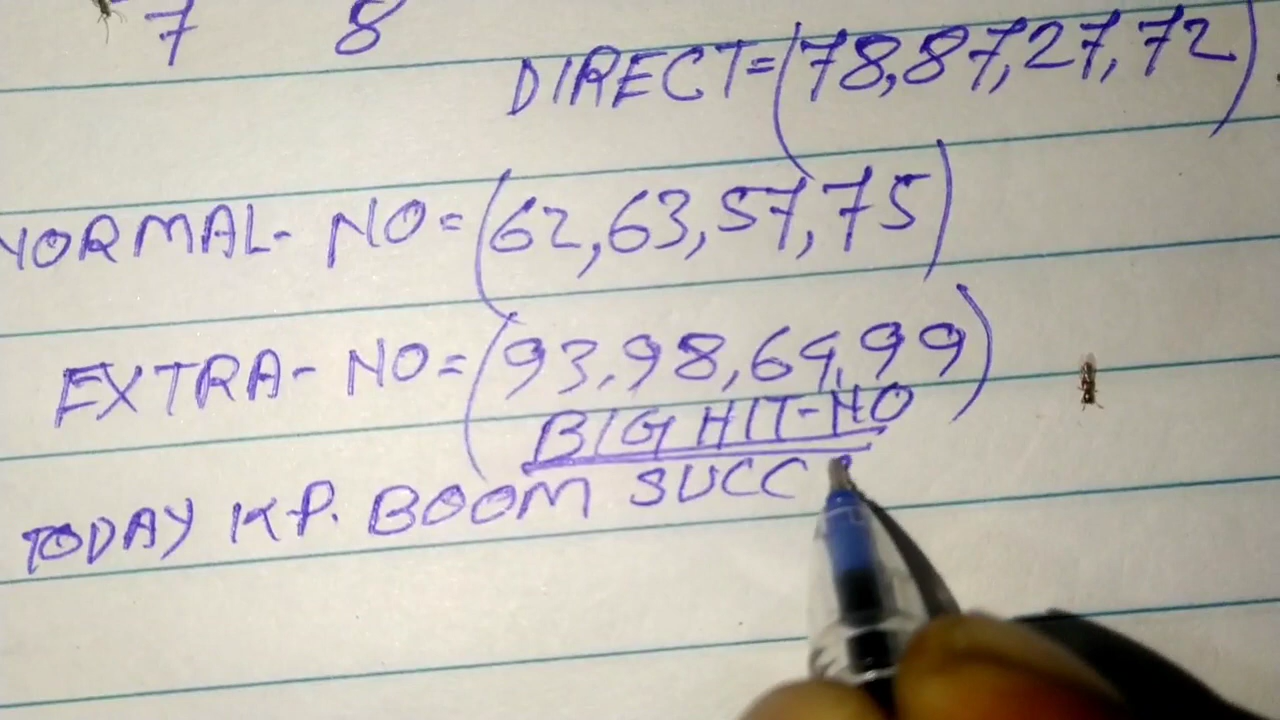 7 8
DIRECT=(78,87,27,72)
NORMAL- NO=(62,63,57,75)
EXTRA- NO=(93,98,69,99)
BIG HIT-NO
TODAY KP. BOOM SUCC